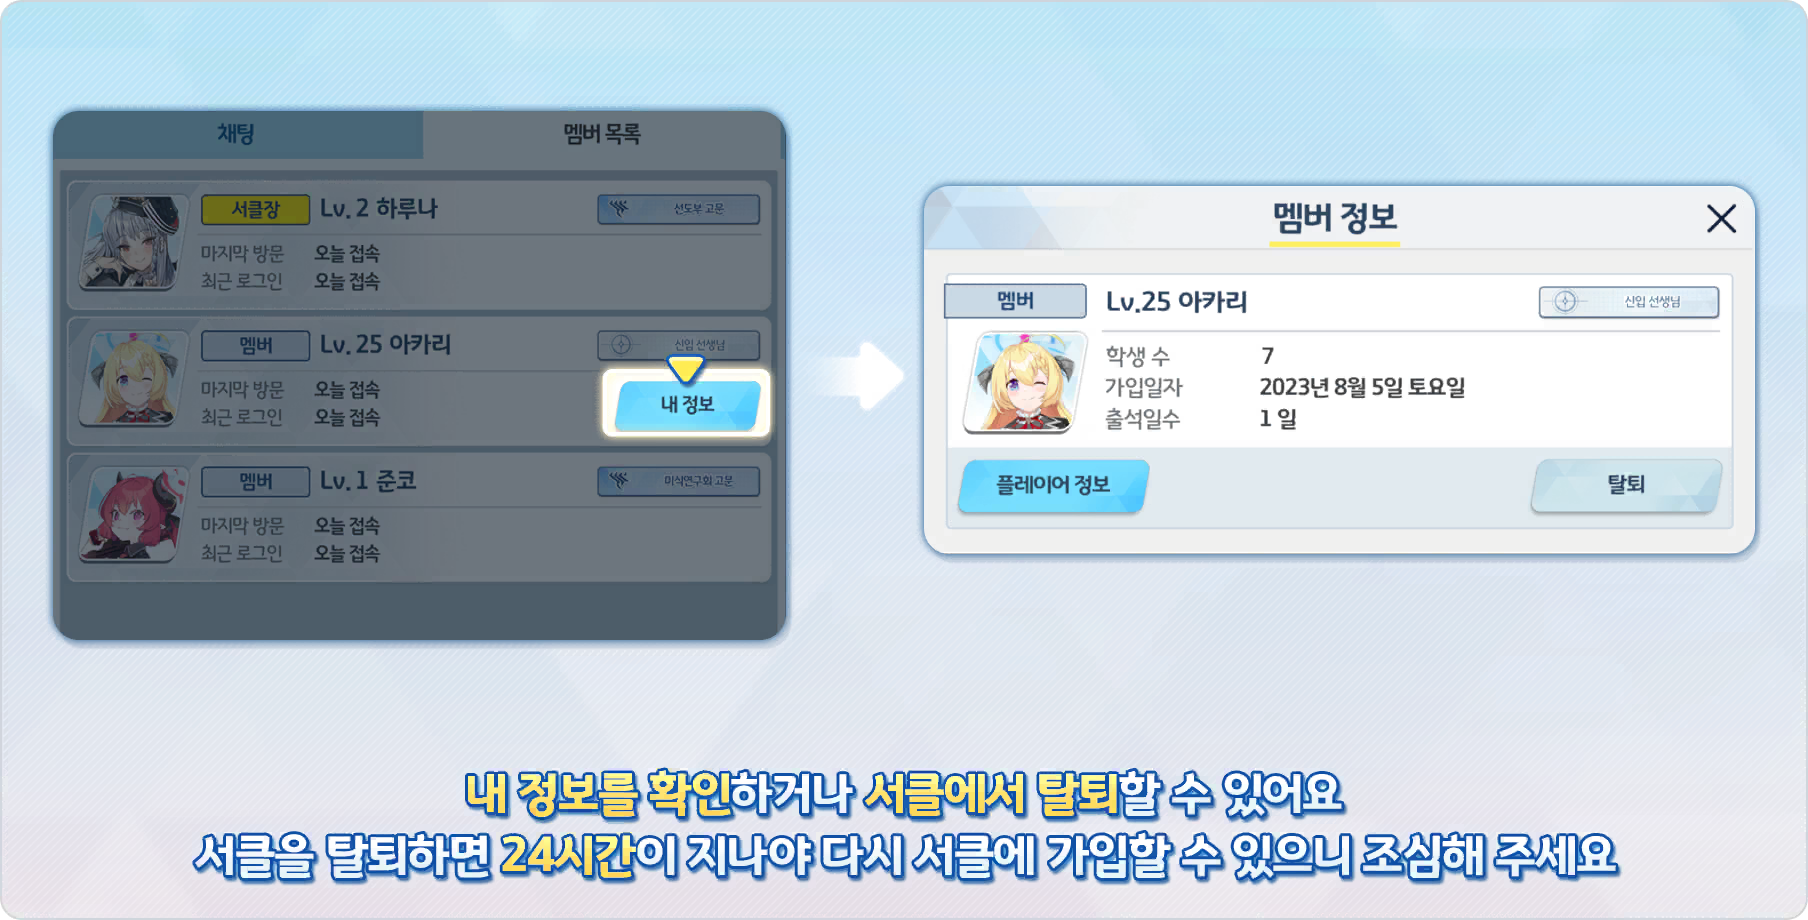 채팅
멤버 목록
서클장 Lv. 2 하루나 선도부 고문
마지막 방문 오늘 접속
최근 로그인 오늘 접속
멤버 Lv. 25 아카리 신임 선생님
마지막 방문 오늘 접속
최근 로그인 오늘 접속
내 정보
멤버 Lv. 1 준코 미식연구회 고문
마지막 방문 오늘 접속
최근 로그인 오늘 접속
멤버 정보
멤버 Lv.25 아카리 신임 선생님
학생 수 7
가입일자 2023년 8월 5일 토요일
출석일수 1 일
플레이어 정보 탈퇴
내 정보를 확인하거나 서클에서 탈퇴할 수 있어요
서클을 탈퇴하면 24시간이 지나야 다시 서클에 가입할 수 있으니 조심해 주세요